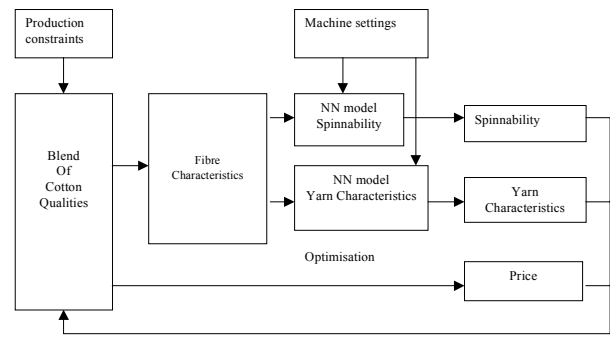 Production
constraints
Machine settings
Blend
Of
Cotton
Qualities
Fibre
Characteristics
NN model
Spinnability
Spinnability
NN model
Yarn Characteristics
Yarn
Characteristics
Optimisation
Price